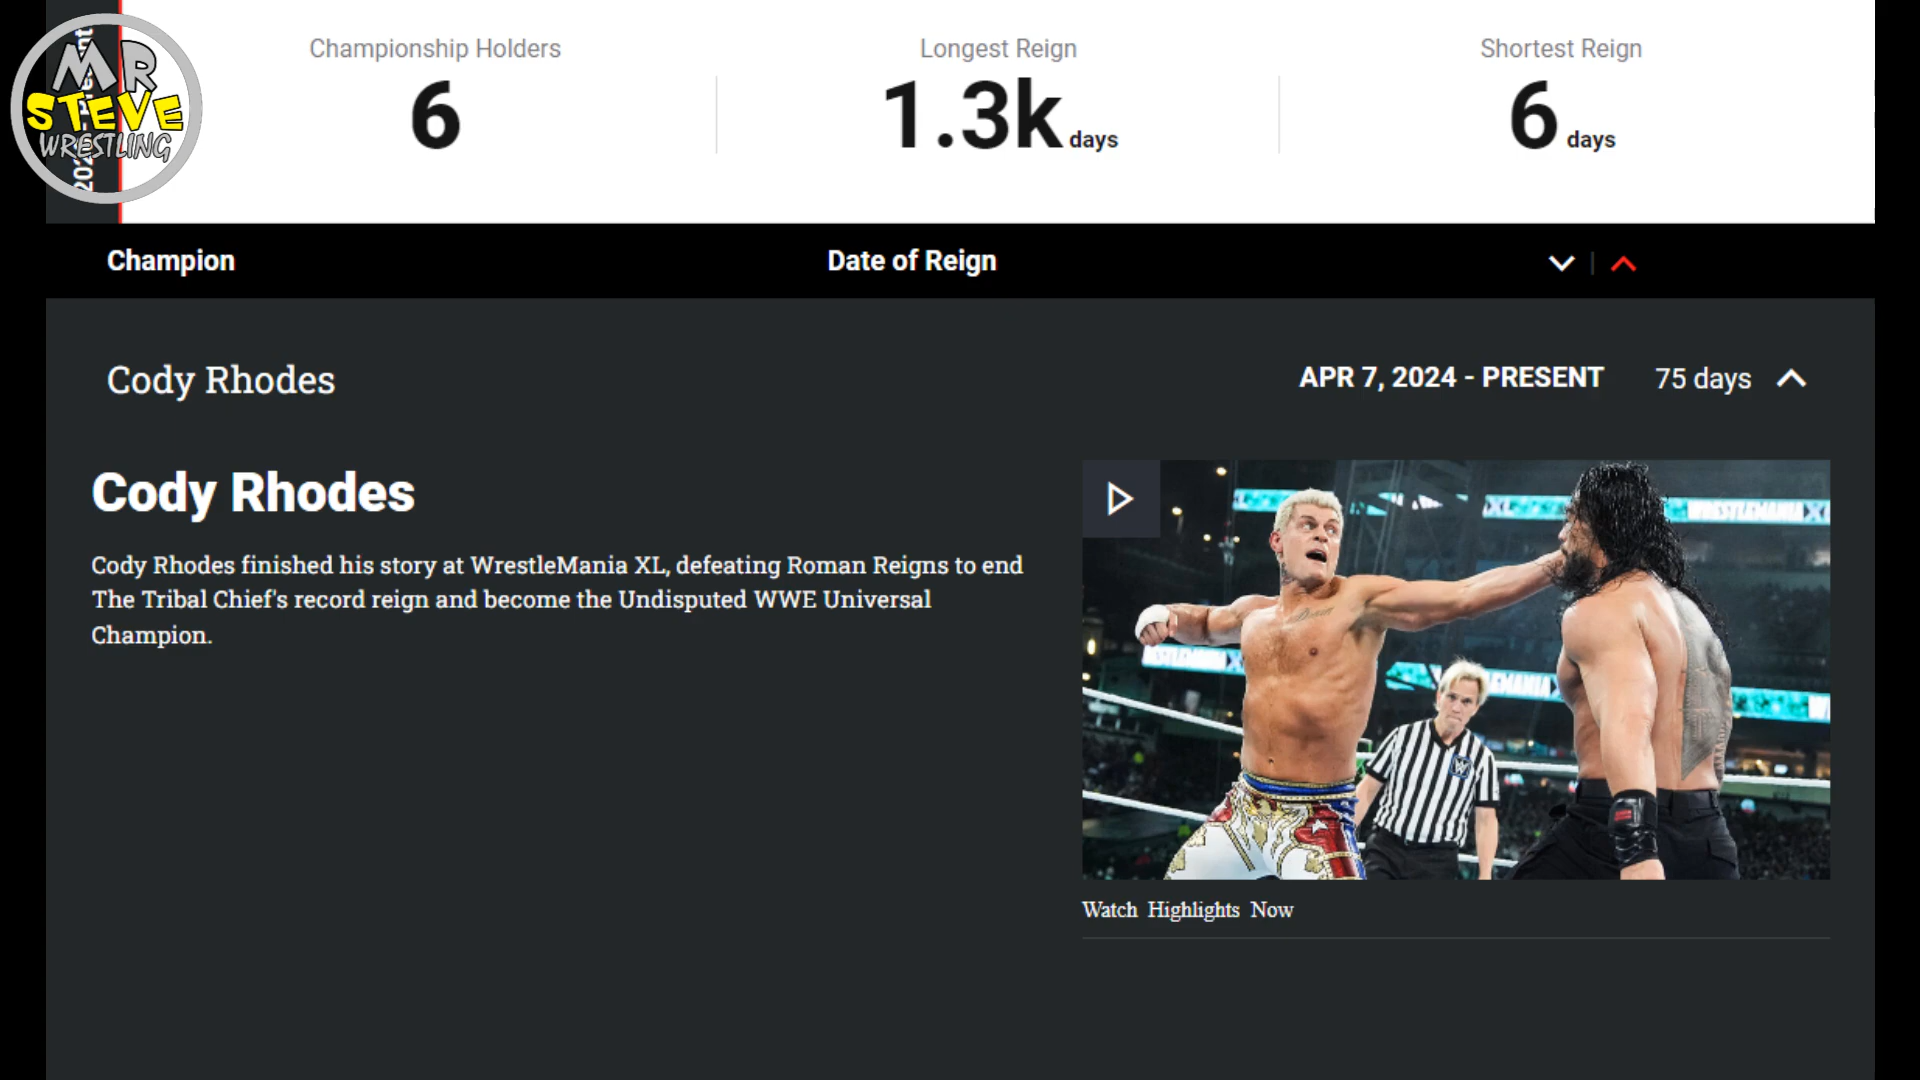 MR
STEVE
WRESTLING
Championship Holders
6
Longest Reign
1.3k days
Shortest Reign
6 days
Champion
Date of Reign
Cody Rhodes
APR 7, 2024 - PRESENT
75 days
Cody Rhodes
Cody Rhodes finished his story at WrestleMania XL, defeating Roman Reigns to end
The Tribal Chief's record reign and become the Undisputed WWE Universal
Champion.
WRESTLEMANIA XL
Watch Highlights Now